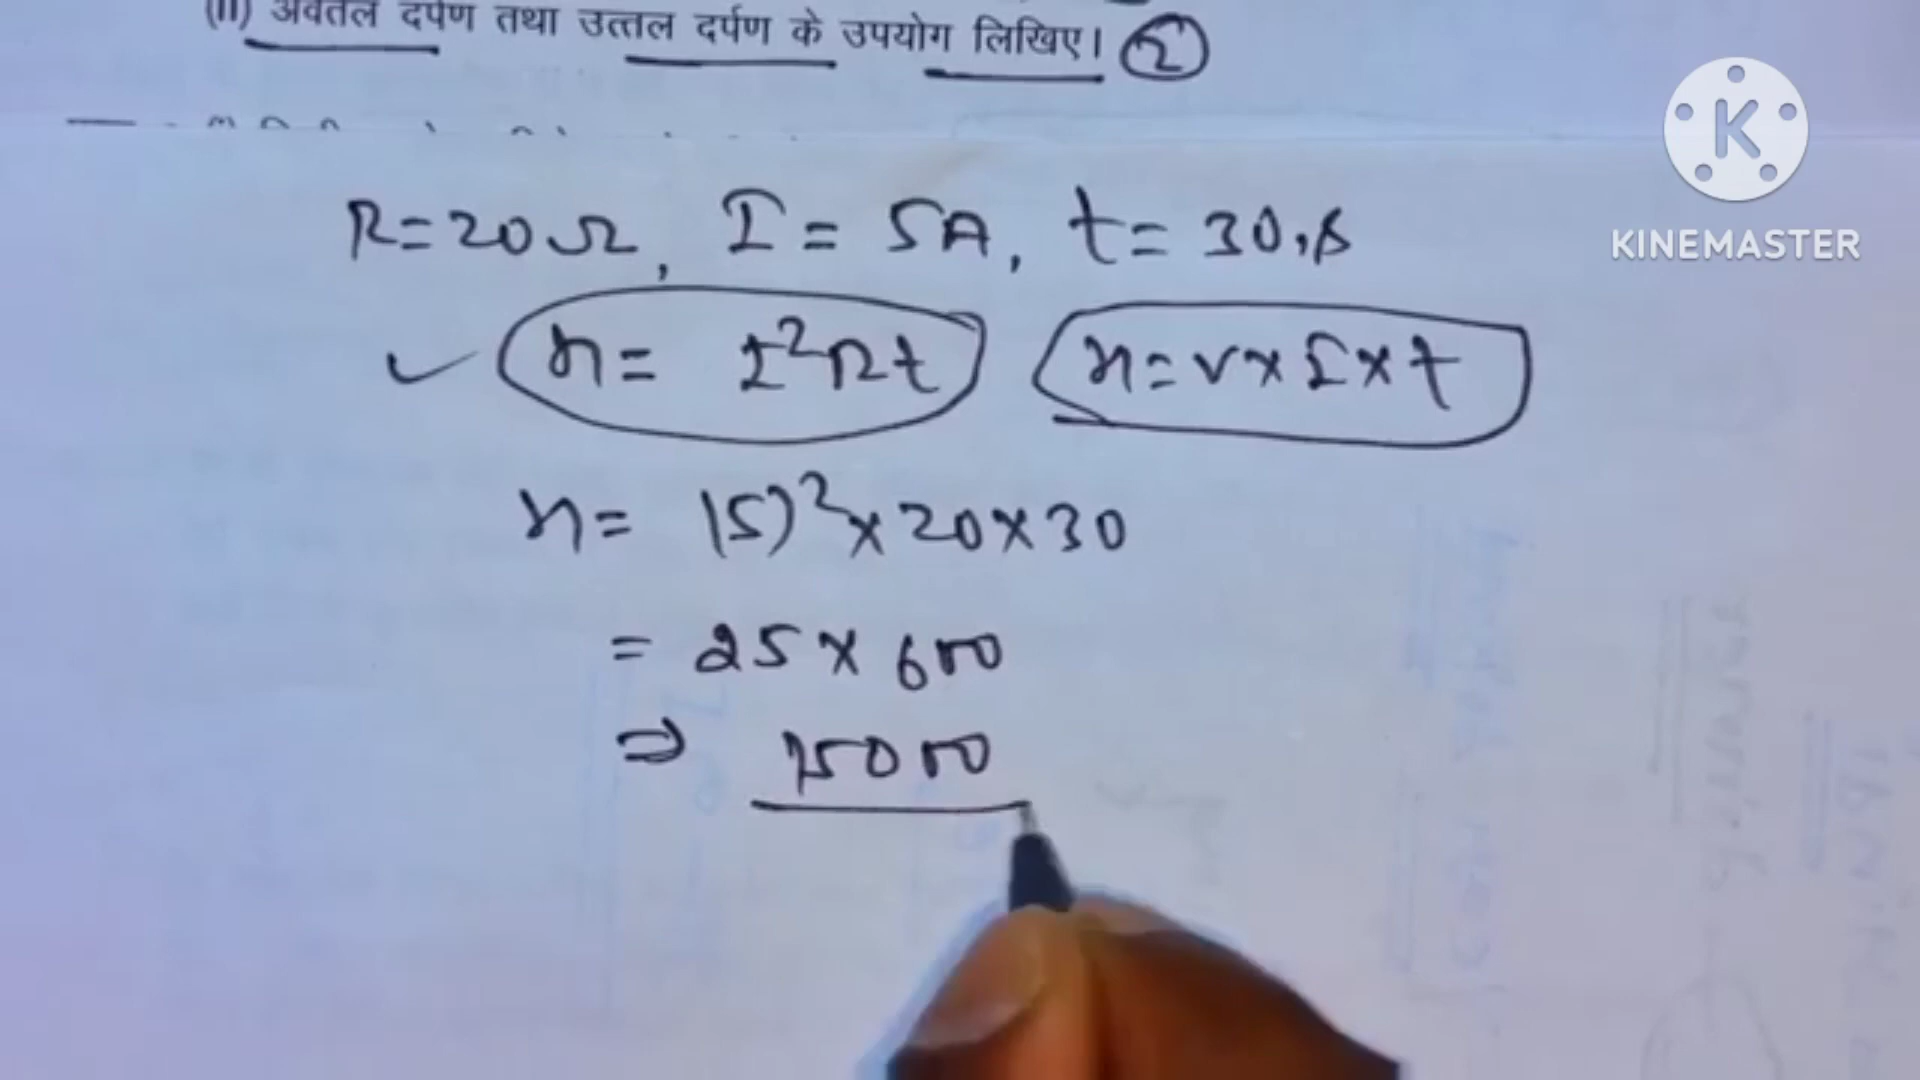 (ii) अवतल दर्पण तथा उत्तल दर्पण के उपयोग लिखिए। 2
KINEMASTER
R=20Ω, I = 5A, t= 30s
H= I²Rt H=V×I×t
H= (5)²×20×30
= 25×600
⇒ 15000